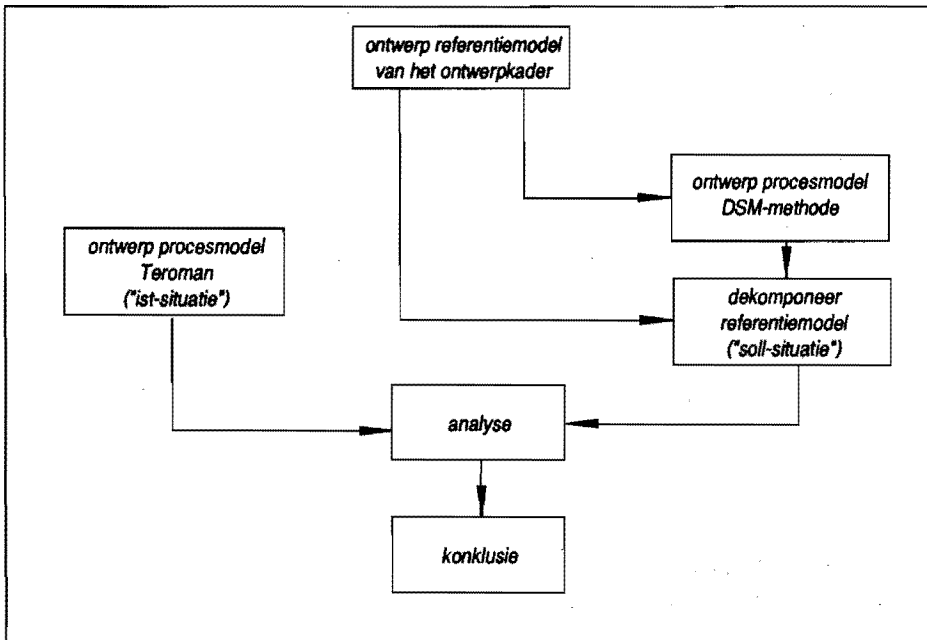 ontwerp referentiemodel
van het ontwerpkader
ontwerp procesmodel
DSM-methode
ontwerp procesmodel
Teroman
("ist-situatie")
dekomponeer
referentiemodel
("soll-situatie")
analyse
konklusie